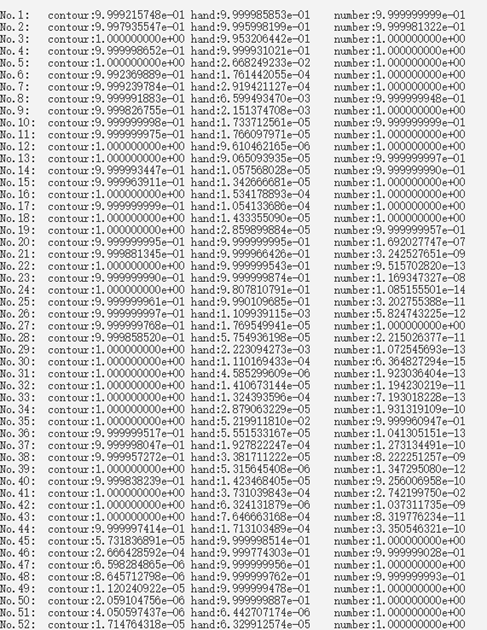 No.1: contour:9.999215748e-01 hand:9.999985853e-01 number:9.999999999e-01
No.2: contour:9.997935547e-01 hand:9.995998199e-01 number:9.999981322e-01
No.3: contour:1.000000000e+00 hand:9.953206442e-01 number:1.000000000e+00
No.4: contour:9.999998652e-01 hand:9.999931021e-01 number:1.000000000e+00
No.5: contour:1.000000000e+00 hand:2.668249233e-02 number:1.000000000e+00
No.6: contour:9.992369889e-01 hand:1.761442055e-04 number:1.000000000e+00
No.7: contour:9.999239784e-01 hand:2.919421127e-04 number:1.000000000e+00
No.8: contour:9.999991883e-01 hand:6.599493470e-03 number:9.999999948e-01
No.9: contour:9.999826755e-01 hand:2.151374708e-03 number:1.000000000e+00
No.10: contour:9.999999998e-01 hand:1.733712561e-05 number:9.999999999e-01
No.11: contour:9.999999975e-01 hand:1.766097971e-05 number:1.000000000e+00
No.12: contour:1.000000000e+00 hand:9.610462165e-06 number:1.000000000e+00
No.13: contour:1.000000000e+00 hand:9.065093935e-05 number:9.999999997e-01
No.14: contour:9.999993447e-01 hand:1.057568028e-05 number:9.999999990e-01
No.15: contour:9.999963911e-01 hand:1.342666681e-05 number:1.000000000e+00
No.16: contour:1.000000000e+00 hand:1.534178893e-04 number:1.000000000e+00
No.17: contour:9.999999999e-01 hand:1.054133686e-04 number:1.000000000e+00
No.18: contour:1.000000000e+00 hand:1.433355090e-05 number:1.000000000e+00
No.19: contour:1.000000000e+00 hand:2.859899884e-05 number:9.999999957e-01
No.20: contour:9.999999995e-01 hand:9.999999995e-01 number:1.692027747e-07
No.21: contour:9.999881345e-01 hand:9.999966426e-01 number:3.242527651e-09
No.22: contour:1.000000000e+00 hand:9.999999543e-01 number:9.515702820e-13
No.23: contour:9.999999990e-01 hand:9.999999874e-01 number:1.169347327e-08
No.24: contour:1.000000000e+00 hand:9.807810791e-01 number:1.085155501e-14
No.25: contour:9.999999961e-01 hand:9.990109685e-01 number:3.202755388e-11
No.26: contour:9.999999997e-01 hand:1.109939115e-03 number:5.824743225e-12
No.27: contour:9.999999768e-01 hand:1.769549941e-05 number:1.000000000e+00
No.28: contour:9.999858520e-01 hand:5.754936198e-05 number:2.215026377e-11
No.29: contour:1.000000000e+00 hand:2.223094273e-03 number:1.072545693e-13
No.30: contour:1.000000000e+00 hand:1.110169433e-04 number:6.364827294e-15
No.31: contour:1.000000000e+00 hand:4.585299609e-06 number:1.923036404e-13
No.32: contour:1.000000000e+00 hand:1.410673144e-05 number:1.194230219e-11
No.33: contour:1.000000000e+00 hand:1.324393596e-04 number:7.193018228e-13
No.34: contour:1.000000000e+00 hand:2.879063229e-05 number:1.931319109e-10
No.35: contour:1.000000000e+00 hand:5.219911810e-02 number:9.999960947e-01
No.36: contour:9.999999517e-01 hand:5.551533167e-05 number:1.041305151e-13
No.37: contour:9.999998047e-01 hand:1.927822247e-04 number:1.273134491e-10
No.38: contour:9.999957272e-01 hand:3.381711222e-05 number:8.222251257e-09
No.39: contour:1.000000000e+00 hand:5.315645408e-06 number:1.347295080e-12
No.40: contour:9.999838239e-01 hand:1.423468405e-05 number:9.256006958e-10
No.41: contour:1.000000000e+00 hand:3.731039843e-04 number:2.742199750e-02
No.42: contour:1.000000000e+00 hand:6.324131879e-06 number:1.037311735e-09
No.43: contour:1.000000000e+00 hand:7.646663168e-04 number:8.319776234e-11
No.44: contour:9.999997414e-01 hand:1.713103489e-04 number:3.350546321e-10
No.45: contour:5.731836891e-05 hand:9.999998514e-01 number:1.000000000e+00
No.46: contour:2.666428592e-04 hand:9.999774303e-01 number:9.999999028e-01
No.47: contour:6.598284865e-06 hand:9.999999956e-01 number:1.000000000e+00
No.48: contour:8.645712798e-06 hand:9.999999762e-01 number:9.999999993e-01
No.49: contour:1.120240922e-05 hand:9.999999478e-01 number:1.000000000e+00
No.50: contour:2.059104756e-06 hand:9.999999687e-01 number:1.000000000e+00
No.51: contour:4.050597437e-06 hand:6.442707174e-06 number:1.000000000e+00
No.52: contour:1.714764318e-05 hand:6.329912574e-05 number:1.000000000e+00